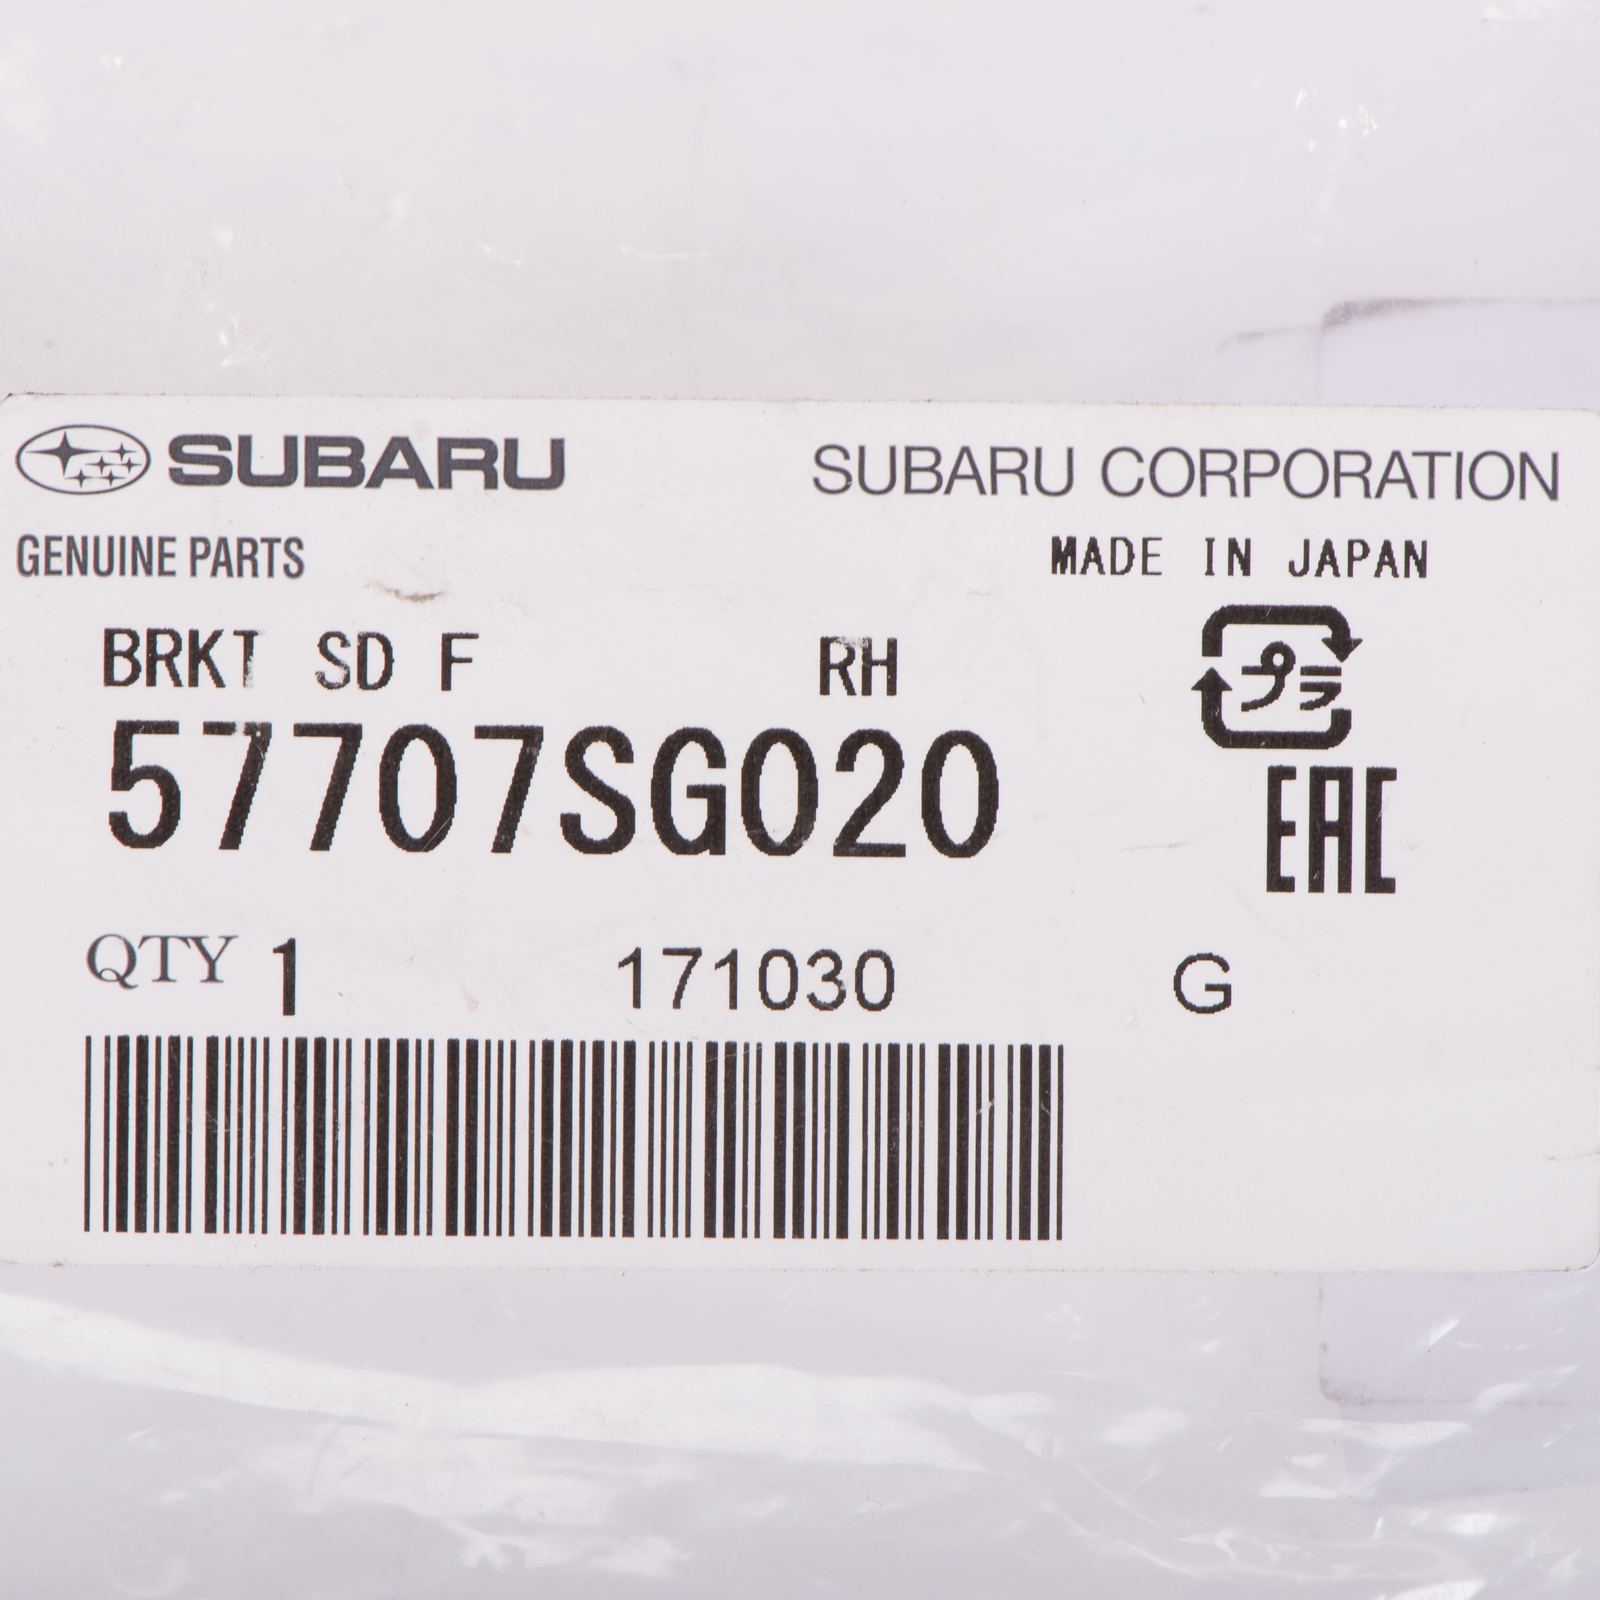 SUBARU SUBARU CORPORATION
GENUINE PARTS MADE IN JAPAN
BRKT SD F RH
プラ
57707SG020
EAC
QTY 1 171030 G